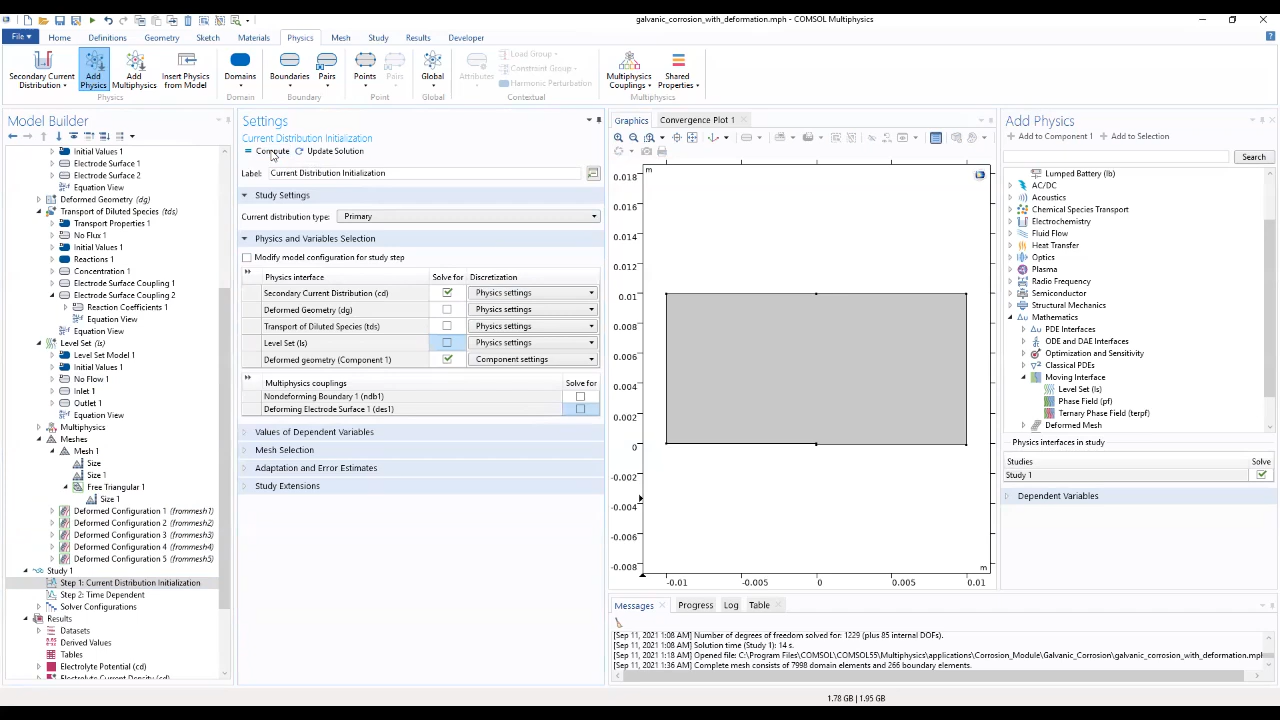 galvanic_corrosion_with_deformation.mph - COMSOL Multiphysics
File Home Definitions Geometry Sketch Materials Physics Mesh Study Results Developer
Secondary Current Distribution
Add Physics
Add Multiphysics
Insert Physics from Model
Domains
Boundaries
Pairs
Points
Pairs
Global
Attributes
Load Group
Constraint Group
Harmonic Perturbation
Multiphysics Couplings
Shared Properties
Physics Domain Boundary Point Global Contextual Multiphysics
Model Builder
Initial Values 1
Electrode Surface 1
Electrode Surface 2
Equation View
Deformed Geometry (dg)
Transport of Diluted Species (tds)
Transport Properties 1
No Flux 1
Initial Values 1
Reactions 1
Concentration 1
Electrode Surface Coupling 1
Electrode Surface Coupling 2
Reaction Coefficients 1
Equation View
Equation View
Level Set (ls)
Level Set Model 1
Initial Values 1
No Flow 1
Inlet 1
Outlet 1
Equation View
Multiphysics
Meshes
Mesh 1
Size
Size 1
Free Triangular 1
Size 1
Deformed Configuration 1 (frommesh1)
Deformed Configuration 2 (frommesh2)
Deformed Configuration 3 (frommesh3)
Deformed Configuration 4 (frommesh4)
Deformed Configuration 5 (frommesh5)
Study 1
Step 1: Current Distribution Initialization
Step 2: Time Dependent
Solver Configurations
Results
Datasets
Derived Values
Tables
Electrolyte Potential (cd)
Electrolyte Current Density (cd)
Settings
Current Distribution Initialization
= Compute Update Solution
Label: Current Distribution Initialization
Study Settings
Current distribution type: Primary
Physics and Variables Selection
Modify model configuration for study step
Physics interface Solve for Discretization
Secondary Current Distribution (cd) Physics settings
Deformed Geometry (dg) Physics settings
Transport of Diluted Species (tds) Physics settings
Level Set (ls) Physics settings
Deformed geometry (Component 1) Component settings
Multiphysics couplings Solve for
Nondeforming Boundary 1 (ndb1)
Deforming Electrode Surface 1 (des1)
Values of Dependent Variables
Mesh Selection
Adaptation and Error Estimates
Study Extensions
Graphics Convergence Plot 1
m
0.018
0.016
0.014
0.012
0.01
0.008
0.006
0.004
0.002
0
-0.002
-0.004
-0.006
-0.008
-0.01 -0.005 0 0.005 0.01
m
Messages Progress Log Table
[Sep 11, 2021 1:08 AM] Number of degrees of freedom solved for: 1229 (plus 85 internal DOFs).
[Sep 11, 2021 1:08 AM] Solution time (Study 1): 14 s.
[Sep 11, 2021 1:18 AM] Opened file: C:\Program Files\COMSOL\COMSOL55\Multiphysics\applications\Corrosion_Module\Galvanic_Corrosion\galvanic_corrosion_with_deformation.mpl
[Sep 11, 2021 1:36 AM] Complete mesh consists of 7998 domain elements and 266 boundary elements.
Add Physics
+ Add to Component 1 + Add to Selection
Search
Lumped Battery (lb)
AC/DC
Acoustics
Chemical Species Transport
Electrochemistry
Fluid Flow
Heat Transfer
Optics
Plasma
Radio Frequency
Semiconductor
Structural Mechanics
Mathematics
PDE Interfaces
ODE and DAE Interfaces
Optimization and Sensitivity
Classical PDEs
Moving Interface
Level Set (ls)
Phase Field (pf)
Ternary Phase Field (terpf)
Deformed Mesh
Physics interfaces in study
Studies Solve
Study 1
Dependent Variables
1.78 GB | 1.95 GB